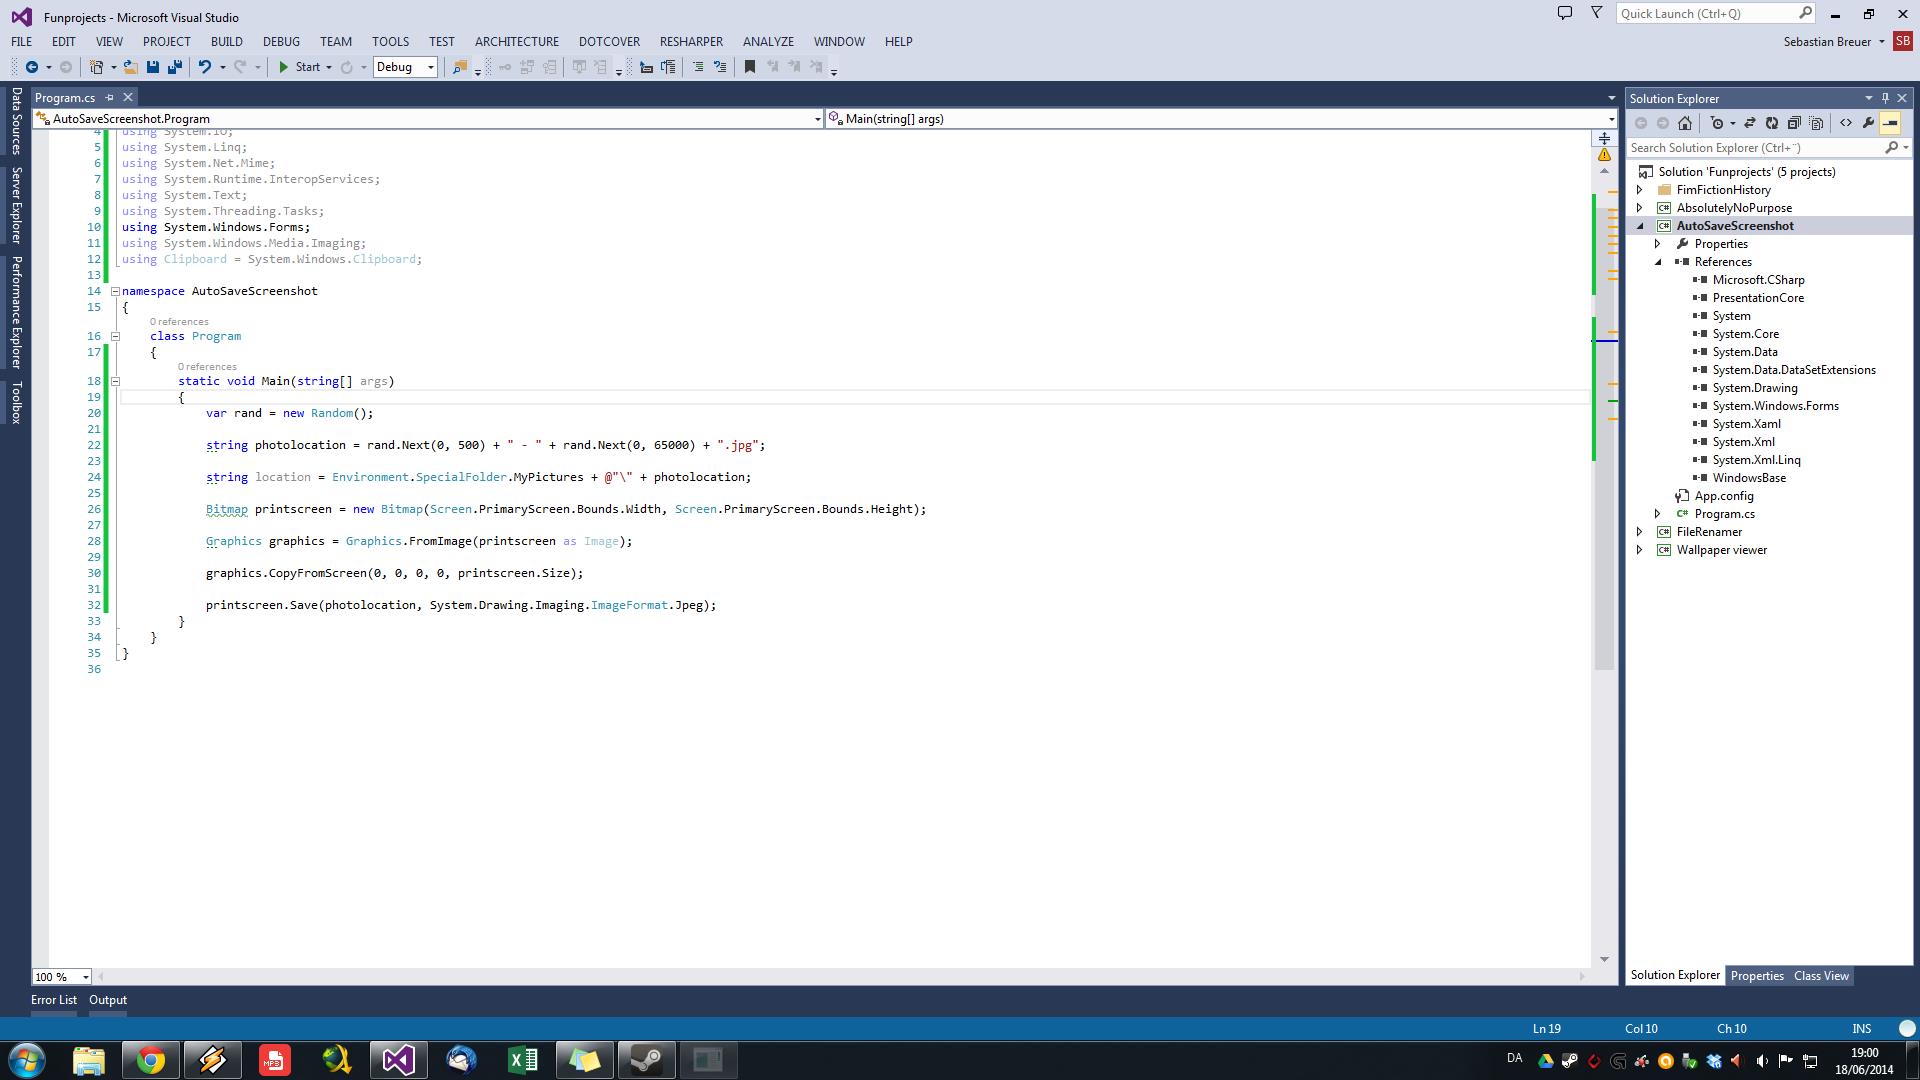 Funprojects - Microsoft Visual Studio
Quick Launch (Ctrl+Q)
FILE EDIT VIEW PROJECT BUILD DEBUG TEAM TOOLS TEST ARCHITECTURE DOTCOVER RESHARPER ANALYZE WINDOW HELP
Sebastian Breuer SB
Start Debug
Data Sources
Server Explorer
Performance Explorer
Toolbox
Program.cs
AutoSaveScreenshot.Program
Main(string[] args)
4 using System.IO;
5 using System.Linq;
6 using System.Net.Mime;
7 using System.Runtime.InteropServices;
8 using System.Text;
9 using System.Threading.Tasks;
10 using System.Windows.Forms;
11 using System.Windows.Media.Imaging;
12 using Clipboard = System.Windows.Clipboard;
13
14 namespace AutoSaveScreenshot
15 {
0 references
16 class Program
17 {
0 references
18 static void Main(string[] args)
19 {
20 var rand = new Random();
21
22 string photolocation = rand.Next(0, 500) + " - " + rand.Next(0, 65000) + ".jpg";
23
24 string location = Environment.SpecialFolder.MyPictures + @"\" + photolocation;
25
26 Bitmap printscreen = new Bitmap(Screen.PrimaryScreen.Bounds.Width, Screen.PrimaryScreen.Bounds.Height);
27
28 Graphics graphics = Graphics.FromImage(printscreen as Image);
29
30 graphics.CopyFromScreen(0, 0, 0, 0, printscreen.Size);
31
32 printscreen.Save(photolocation, System.Drawing.Imaging.ImageFormat.Jpeg);
33 }
34 }
35 }
36
100 %
Solution Explorer
Search Solution Explorer (Ctrl+¨)
Solution 'Funprojects' (5 projects)
FimFictionHistory
C# AbsolutelyNoPurpose
C# AutoSaveScreenshot
Properties
References
Microsoft.CSharp
PresentationCore
System
System.Core
System.Data
System.Data.DataSetExtensions
System.Drawing
System.Windows.Forms
System.Xaml
System.Xml
System.Xml.Linq
WindowsBase
App.config
C# Program.cs
C# FileRenamer
C# Wallpaper viewer
Solution Explorer Properties Class View
Error List Output
Ln 19 Col 10 Ch 10 INS
MP3
DA
19:00
18/06/2014